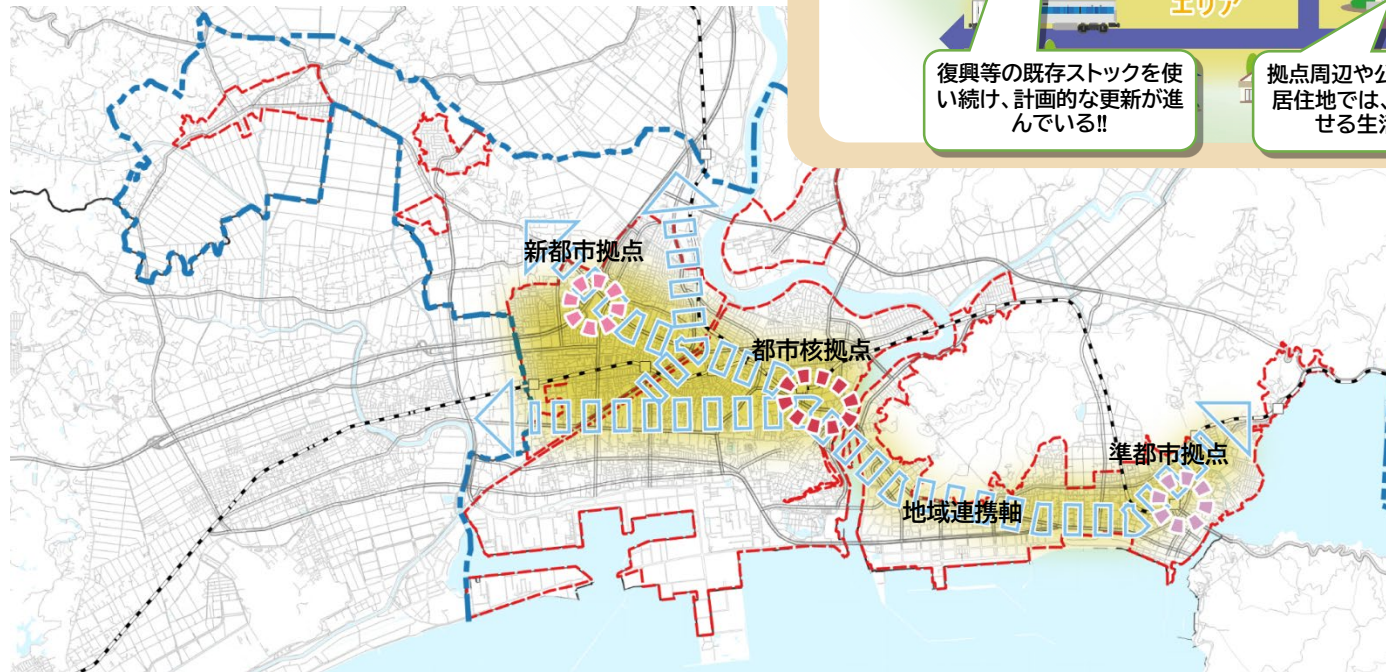 エリア
復興等の既存ストックを使
い続け、計画的な更新が進
んでいる!!
拠点周辺や公
居住地では、
せる生活
新都市拠点
都市核拠点
準都市拠点
地域連携軸